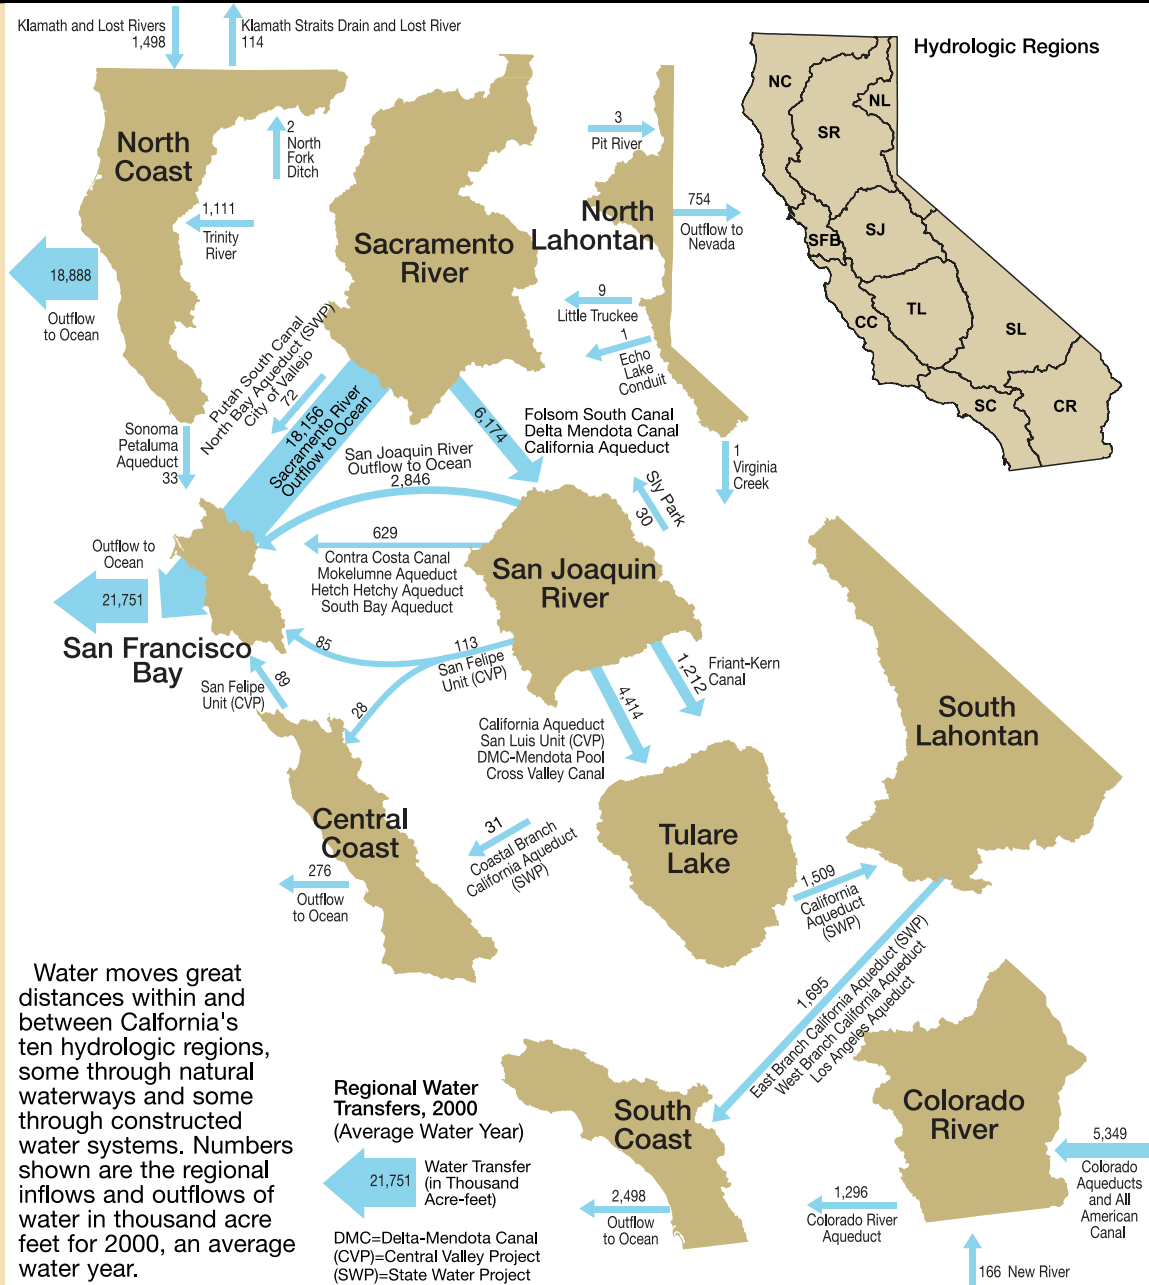 Klamath and Lost Rivers
1,498
Klamath Straits Drain and Lost River
114
Hydrologic Regions
NC
NL
SR
SFB
SJ
CC
TL
SL
SC
CR
North
Coast
2
North
Fork
Ditch
1,111
Trinity
River
18,888
Outflow
to Ocean
Sonoma
Petaluma
Aqueduct
33
Sacramento
River
Putah South Canal
North Bay Aqueduct (SWP)
City of Vallejo
72
18,156
Sacramento River
Outflow to Ocean
6,174
Folsom South Canal
Delta Mendota Canal
California Aqueduct
3
Pit River
North
Lahontan
754
Outflow to
Nevada
9
Little Truckee
1
Echo
Lake
Conduit
1
Virginia
Creek
San Joaquin River
Outflow to Ocean
2,846
Sly Park
30
629
Contra Costa Canal
Mokelumne Aqueduct
Hetch Hetchy Aqueduct
South Bay Aqueduct
San Joaquin
River
Outflow to
Ocean
21,751
San Francisco
Bay
85
113
San Felipe
Unit (CVP)
28
89
San Felipe
Unit (CVP)
1,212
Friant-Kern
Canal
4,414
California Aqueduct
San Luis Unit (CVP)
DMC-Mendota Pool
Cross Valley Canal
South
Lahontan
Central
Coast
276
Outflow
to Ocean
31
Coastal Branch
California Aqueduct
(SWP)
Tulare
Lake
1,509
California
Aqueduct
(SWP)
1,695
East Branch California Aqueduct (SWP)
West Branch California Aqueduct
Los Angeles Aqueduct
Water moves great
distances within and
between Calfornia's
ten hydrologic regions,
some through natural
waterways and some
through constructed
water systems. Numbers
shown are the regional
inflows and outflows of
water in thousand acre
feet for 2000, an average
water year.
Regional Water
Transfers, 2000
(Average Water Year)
21,751
Water Transfer
(in Thousand
Acre-feet)
DMC=Delta-Mendota Canal
(CVP)=Central Valley Project
(SWP)=State Water Project
South
Coast
2,498
Outflow
to Ocean
Colorado
River
5,349
Colorado
Aqueducts
and All
American
Canal
1,296
Colorado River
Aqueduct
166 New River